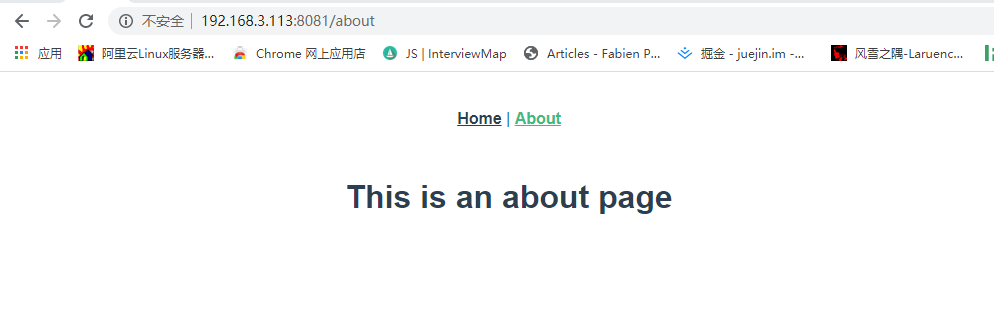 不安全 192.168.3.113:8081/about
应用 阿里云Linux服务器... Chrome 网上应用店 JS | InterviewMap Articles - Fabien P... 掘金 - juejin.im -... 风雪之隅-Laruenc...
Home | About
This is an about page